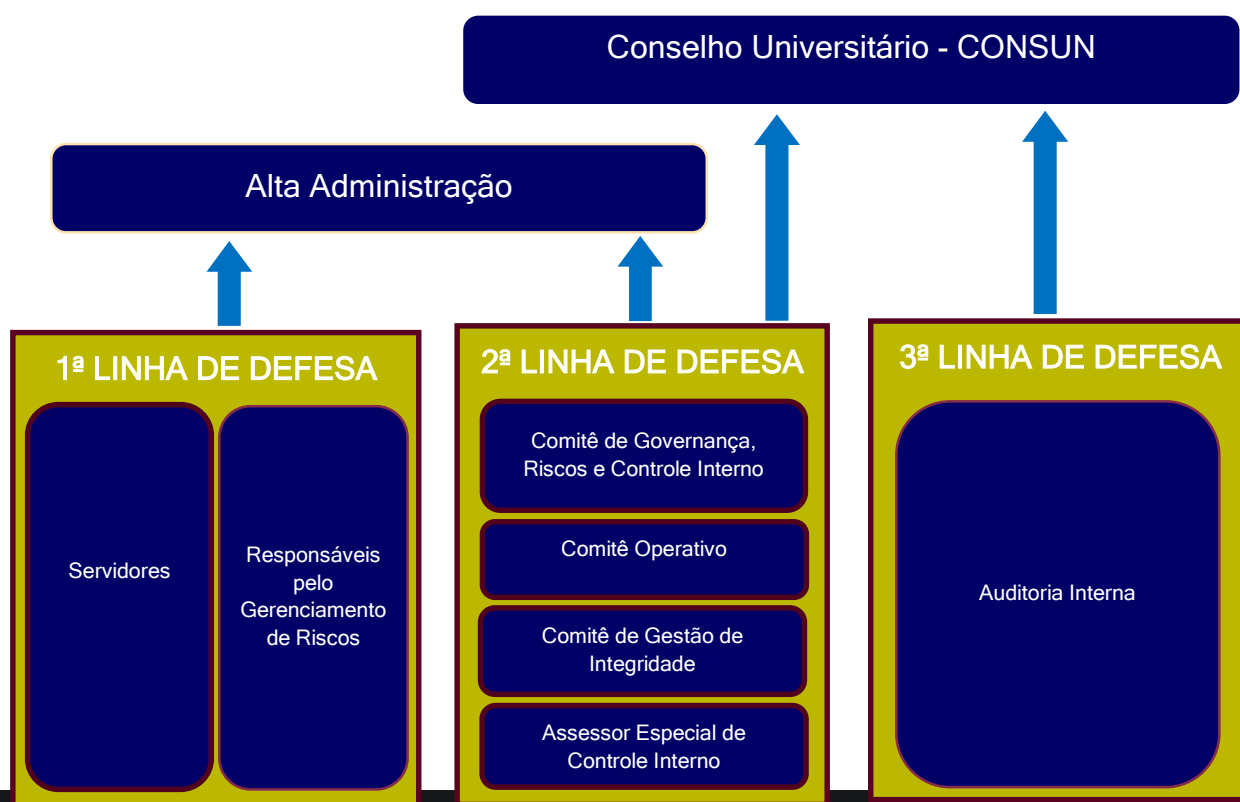 Conselho Universitário - CONSUN
Alta Administração
1ª LINHA DE DEFESA
Servidores
Responsáveis
pelo
Gerenciamento
de Riscos
2ª LINHA DE DEFESA
Comitê de Governança,
Riscos e Controle Interno
Comitê Operativo
Comitê de Gestão de
Integridade
Assessor Especial de
Controle Interno
3ª LINHA DE DEFESA
Auditoria Interna